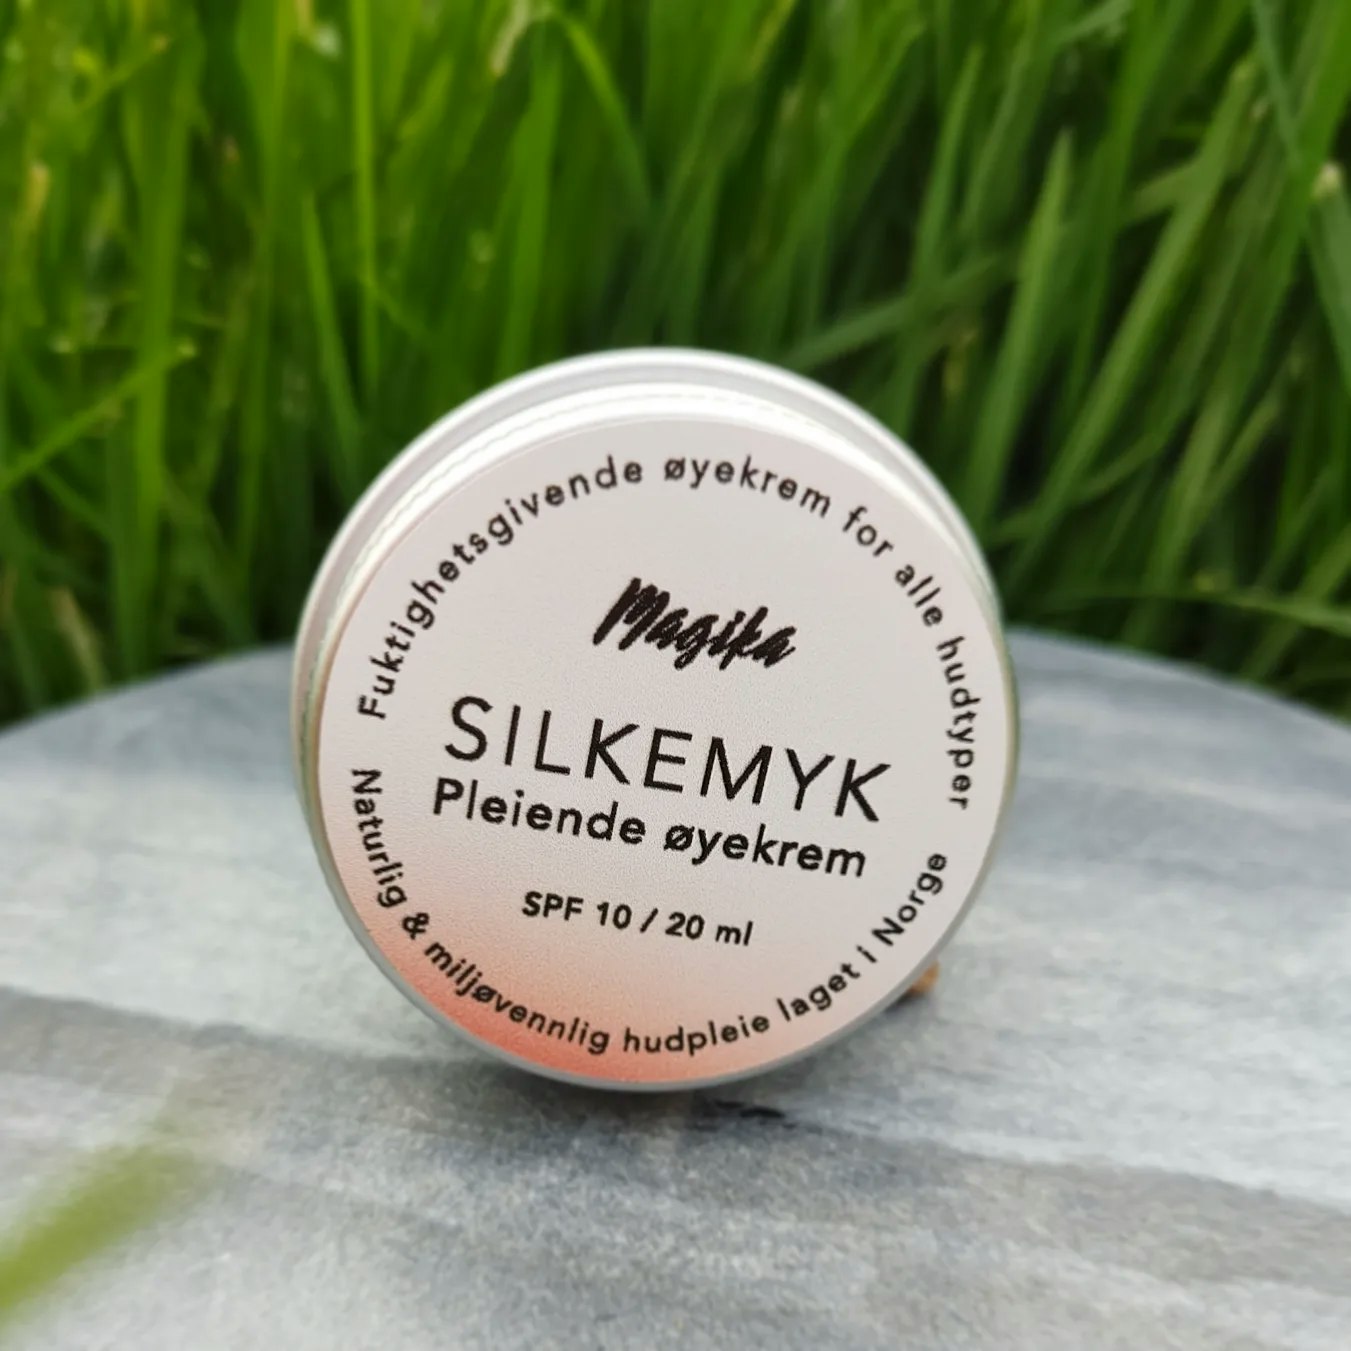 Fuktighetsgivende øyekrem for alle hudtyper
Magika
SILKEMYK
Pleiende øyekrem
SPF 10 / 20 ml
Naturlig & miljøvennlig hudpleie laget i Norge